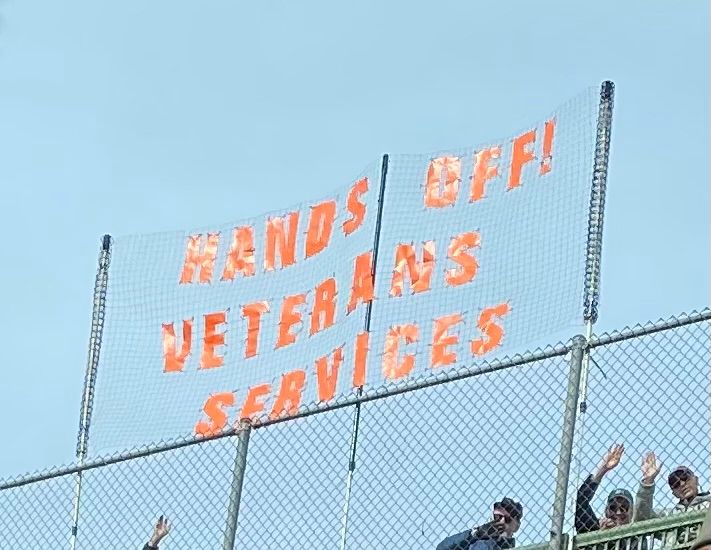 HANDS OFF!
VETERANS
SERVICES